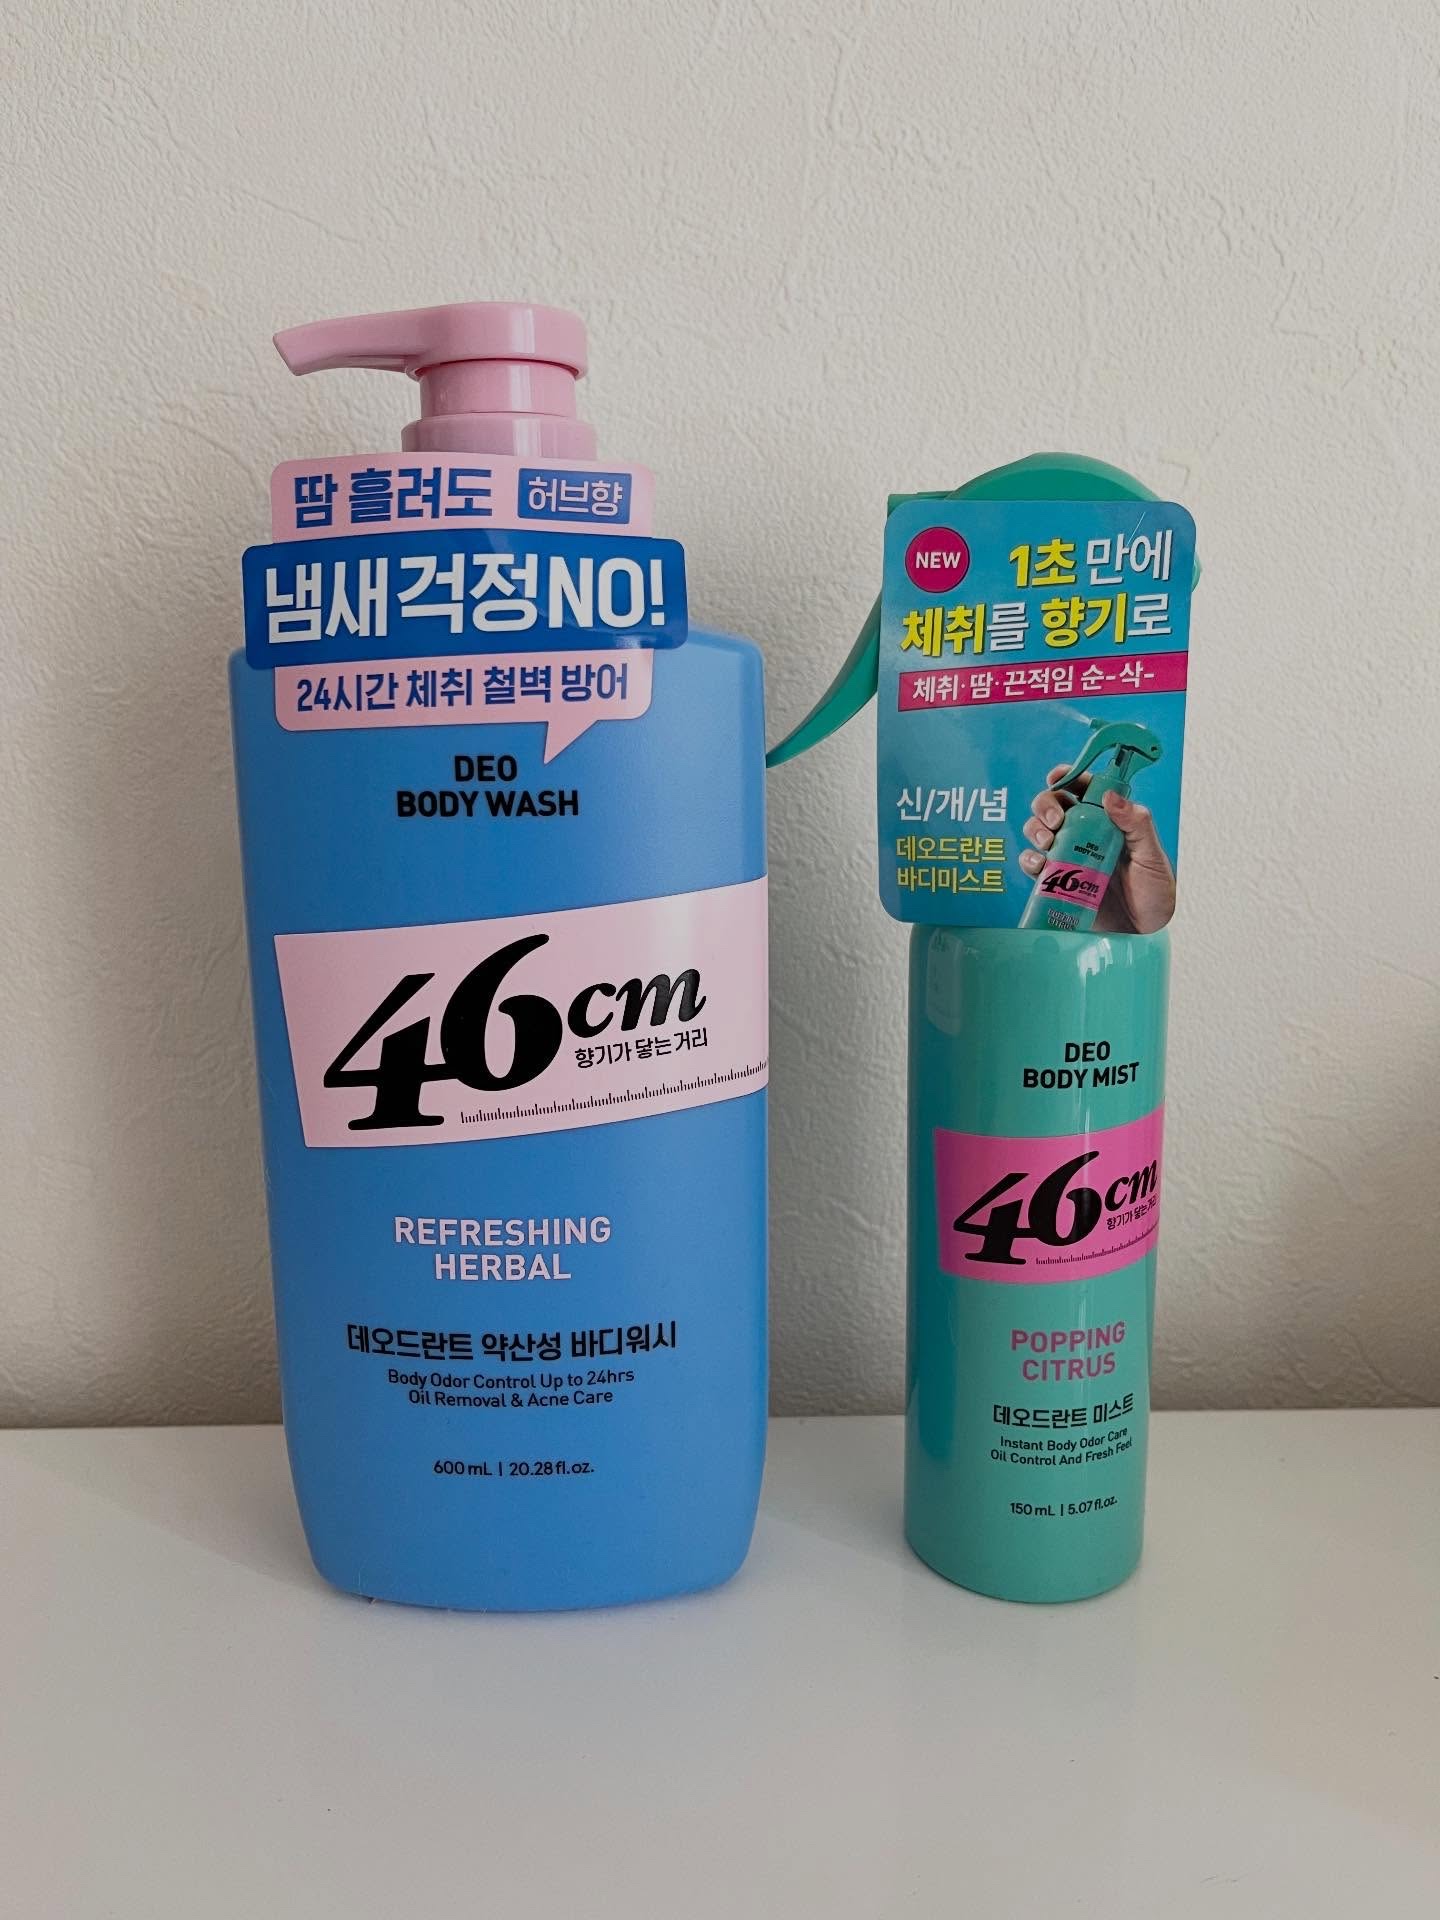 땀 흘려도 허브향
냄새걱정NO!
24시간 체취 철벽 방어
DEO
BODY WASH
46cm
향기가 닿는 거리
REFRESHING
HERBAL
데오드란트 약산성 바디워시
Body Odor Control Up to 24hrs
Oil Removal & Acne Care
600 mL | 20.28 fl.oz.
NEW
1초 만에
체취를 향기로
체취·땀·끈적임 순-삭-
신/개/념
데오드란트
바디미스트
DEO
BODY MIST
46cm
POPPING
CITRUS
DEO
BODY MIST
46cm
향기가 닿는 거리
POPPING
CITRUS
데오드란트 미스트
Instant Body Odor Care
Oil Control And Fresh Feel
150 mL | 5.07 fl.oz.